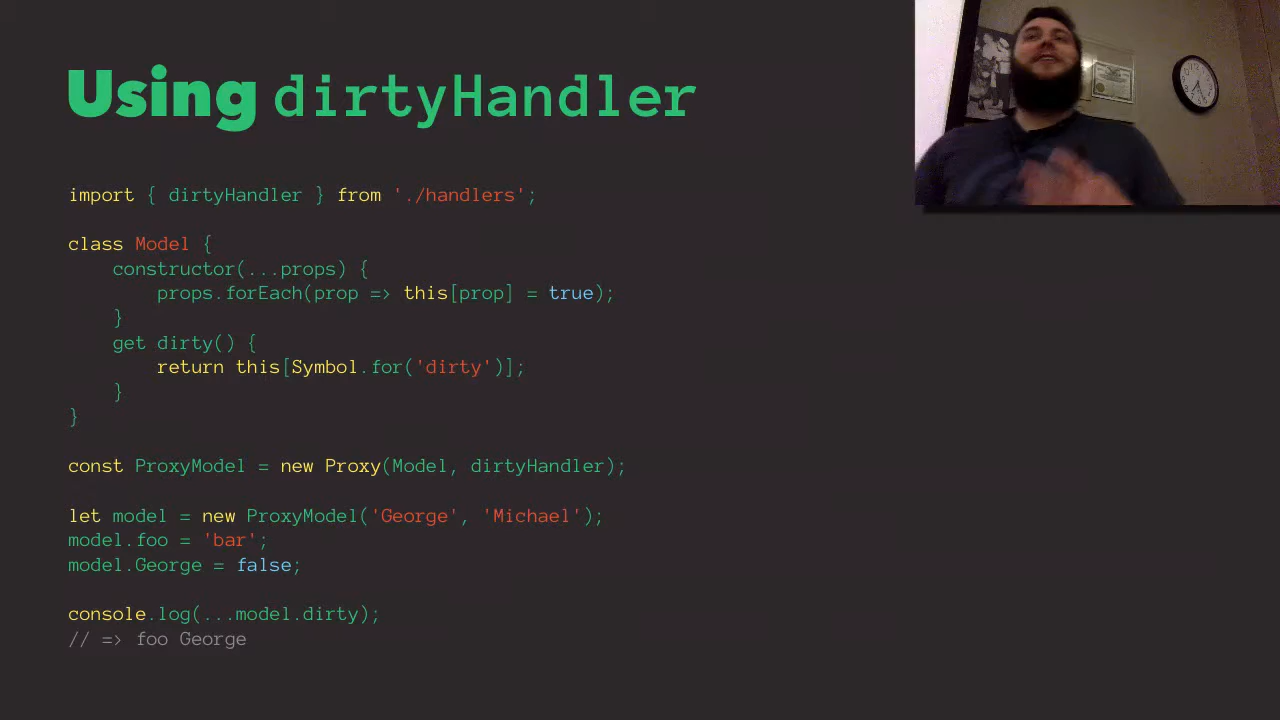 Using dirtyHandler
import { dirtyHandler } from './handlers';
class Model {
constructor(...props) {
props.forEach(prop => this[prop] = true);
}
get dirty() {
return this[Symbol.for('dirty')];
}
}
const ProxyModel = new Proxy(Model, dirtyHandler);
let model = new ProxyModel('George', 'Michael');
model.foo = 'bar';
model.George = false;
console.log(...model.dirty);
// => foo George